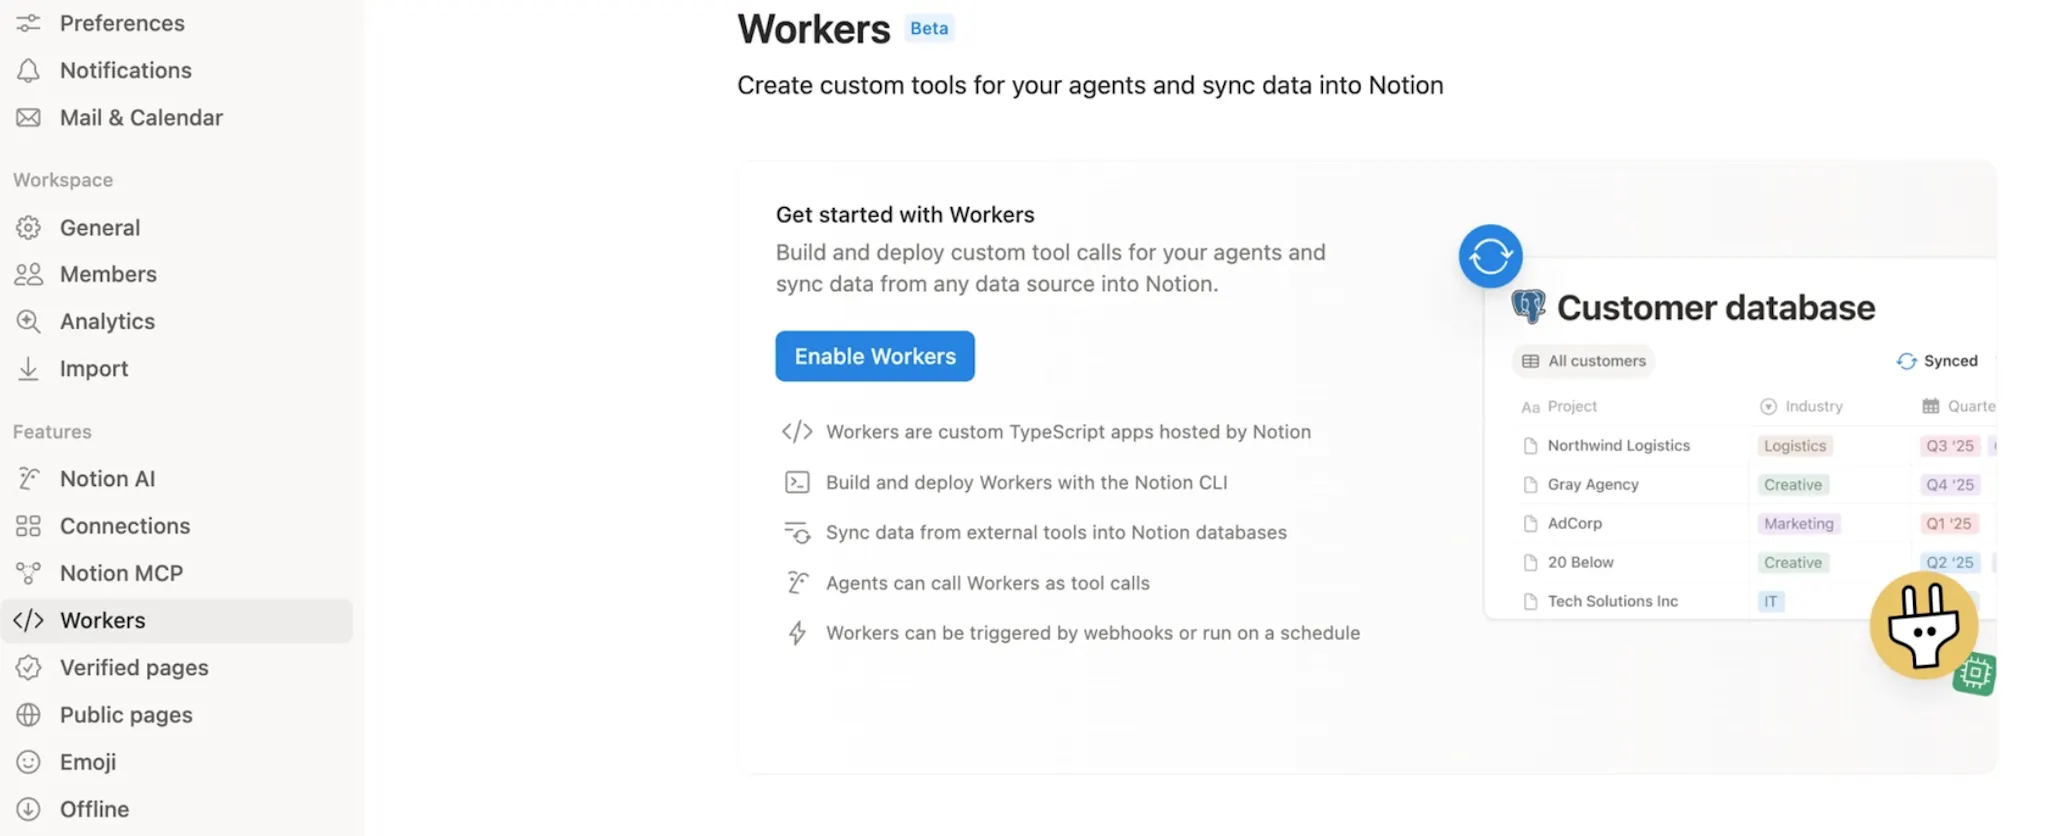 Preferences
Notifications
Mail & Calendar
Workspace
General
Members
Analytics
Import
Features
Notion AI
Connections
Notion MCP
Workers
Verified pages
Public pages
Emoji
Offline
Workers Beta
Create custom tools for your agents and sync data into Notion
Get started with Workers
Build and deploy custom tool calls for your agents and
sync data from any data source into Notion.
Enable Workers
Workers are custom TypeScript apps hosted by Notion
Build and deploy Workers with the Notion CLI
Sync data from external tools into Notion databases
Agents can call Workers as tool calls
Workers can be triggered by webhooks or run on a schedule
Customer database
All customers Synced
Aa Project Industry Quarte
Northwind Logistics Logistics Q3 '25
Gray Agency Creative Q4 '25
AdCorp Marketing Q1 '25
20 Below Creative Q2 '25
Tech Solutions Inc IT